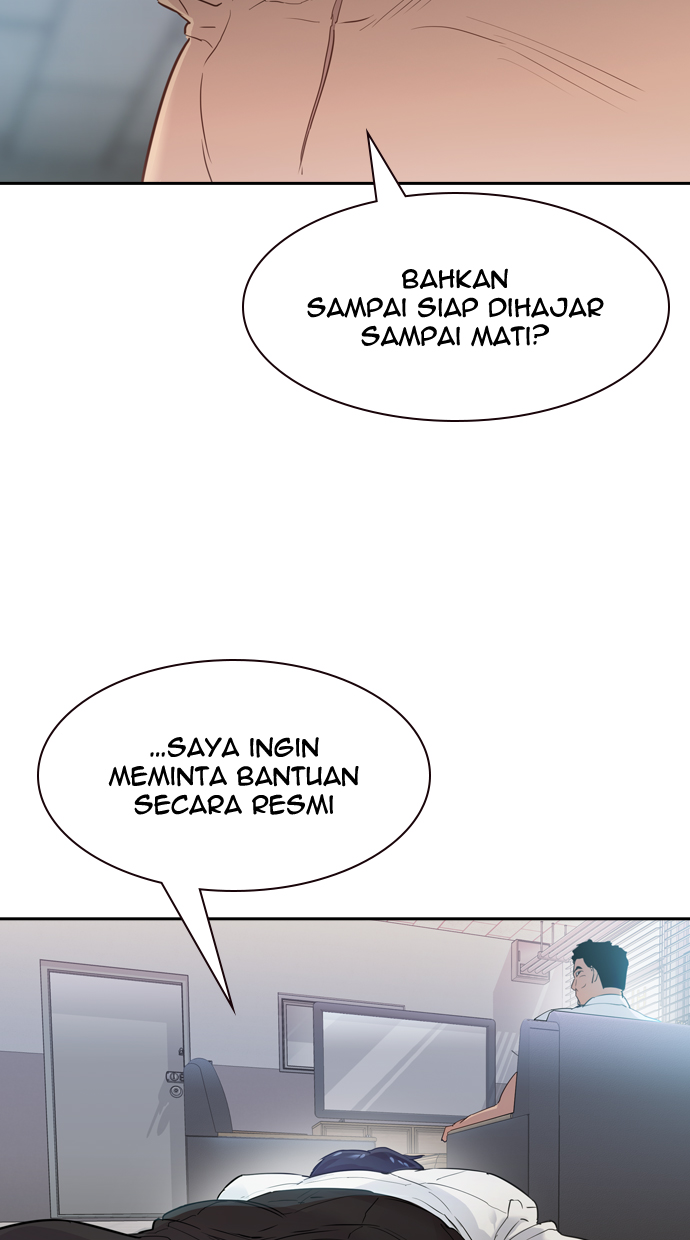 BAHKAN
SAMPAI SIAP DIHAJAR
SAMPAI MATI?
...SAYA INGIN
MEMINTA BANTUAN
SECARA RESMI